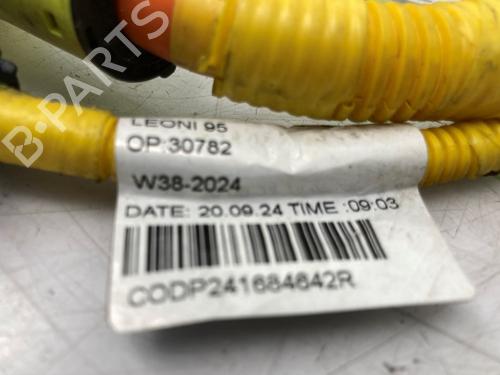 B-PARTS
LEONI 95
OP:30782
W38-2024
DATE: 20.09.24 TIME :09:03
CODP241684642R